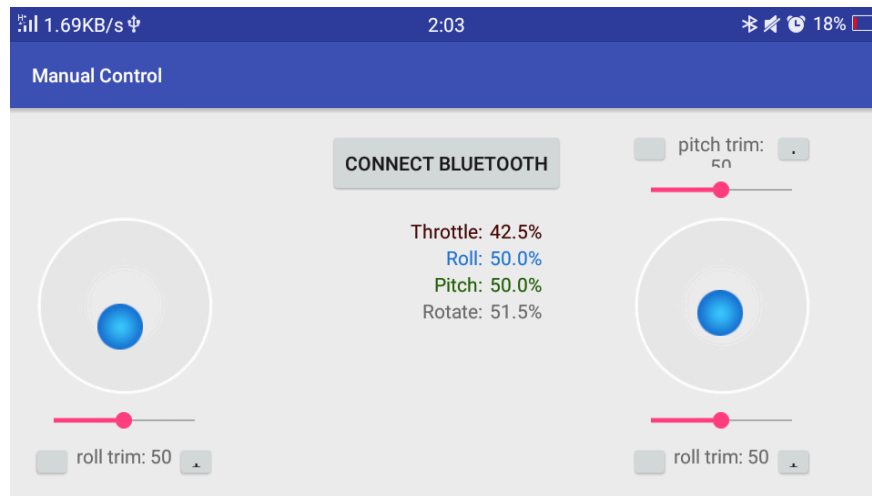 1.69KB/s 2:03 18%
Manual Control
CONNECT BLUETOOTH
pitch trim:
50
Throttle: 42.5%
Roll: 50.0%
Pitch: 50.0%
Rotate: 51.5%
roll trim: 50
roll trim: 50